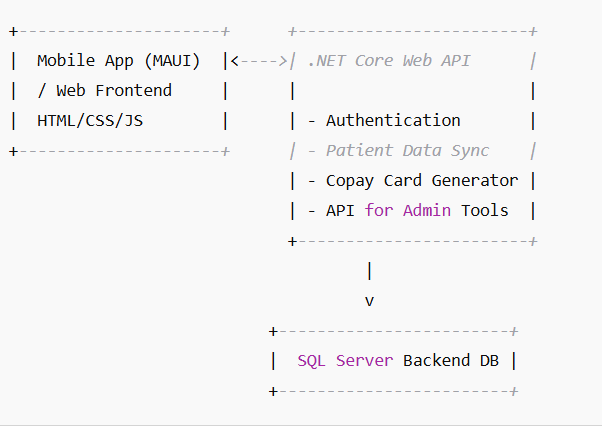 +----------------------+      +-------------------------+
|  Mobile App (MAUI)  |<---->| .NET Core Web API      |
|  / Web Frontend     |      |                         |
|  HTML/CSS/JS        |      | - Authentication       |
+----------------------+      | - Patient Data Sync    |
                              | - Copay Card Generator |
                              | - API for Admin Tools  |
                              +-------------------------+
                                      |
                                      v
                            +-------------------------+
                            |  SQL Server Backend DB |
                            +-------------------------+